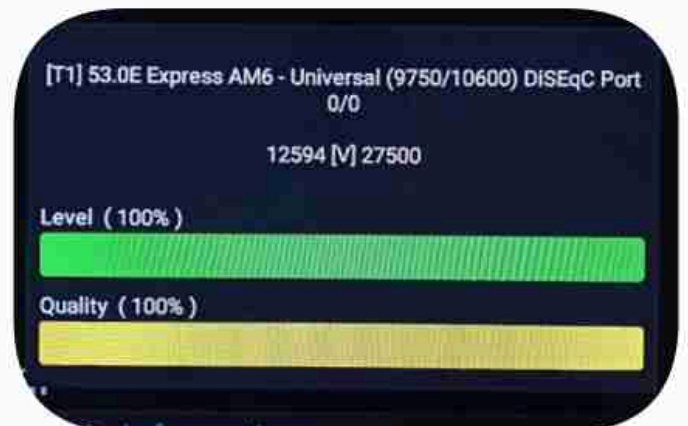 [T1] 53.0E Express AM6 - Universal (9750/10600) DiSEqC Port
0/0
12594 [V] 27500
Level ( 100% )
Quality ( 100% )